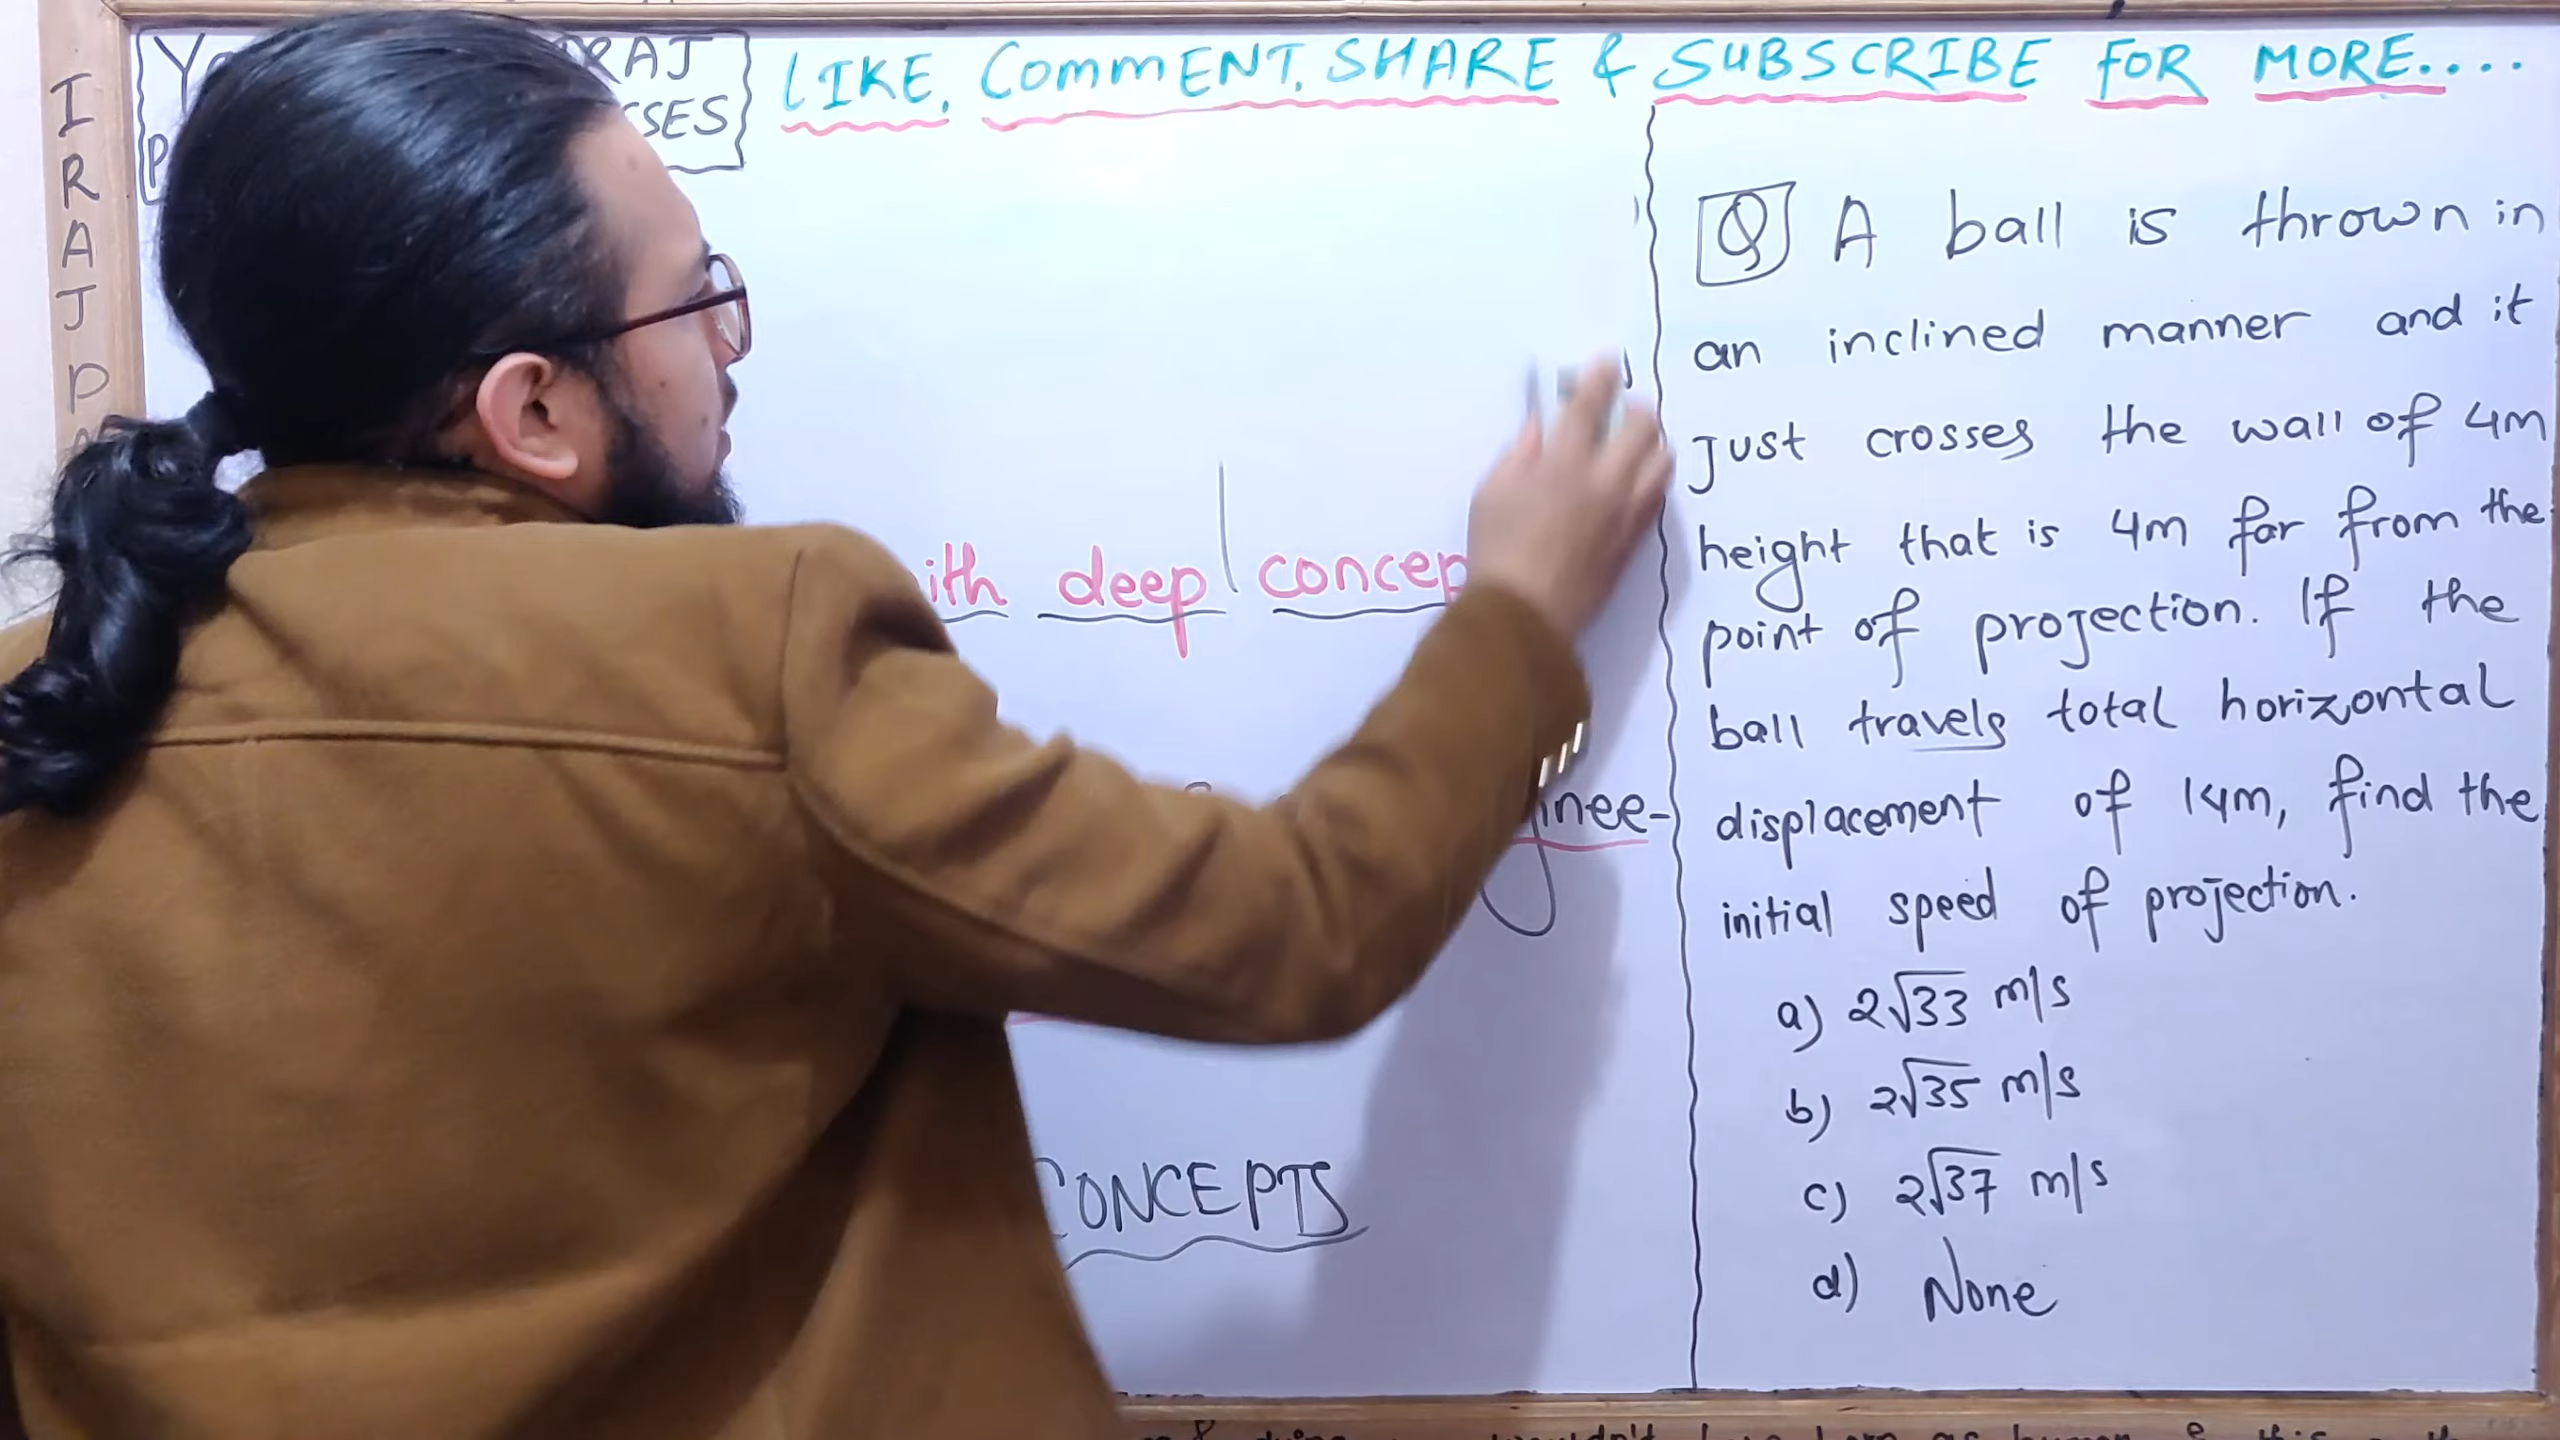 RAJ
SSES
LIKE, COMMENT, SHARE & SUBSCRIBE FOR MORE....
I
R
A
J
P
ith deep concep
nee-
CONCEPTS
Q A ball is thrown in
an inclined manner and it
just crosses the wall of 4m
height that is 4m far from the
point of projection. If the
ball travels total horizontal
displacement of 14m, find the
initial speed of projection.
a) 2√33 m/s
b) 2√35 m/s
c) 2√37 m/s
d) None